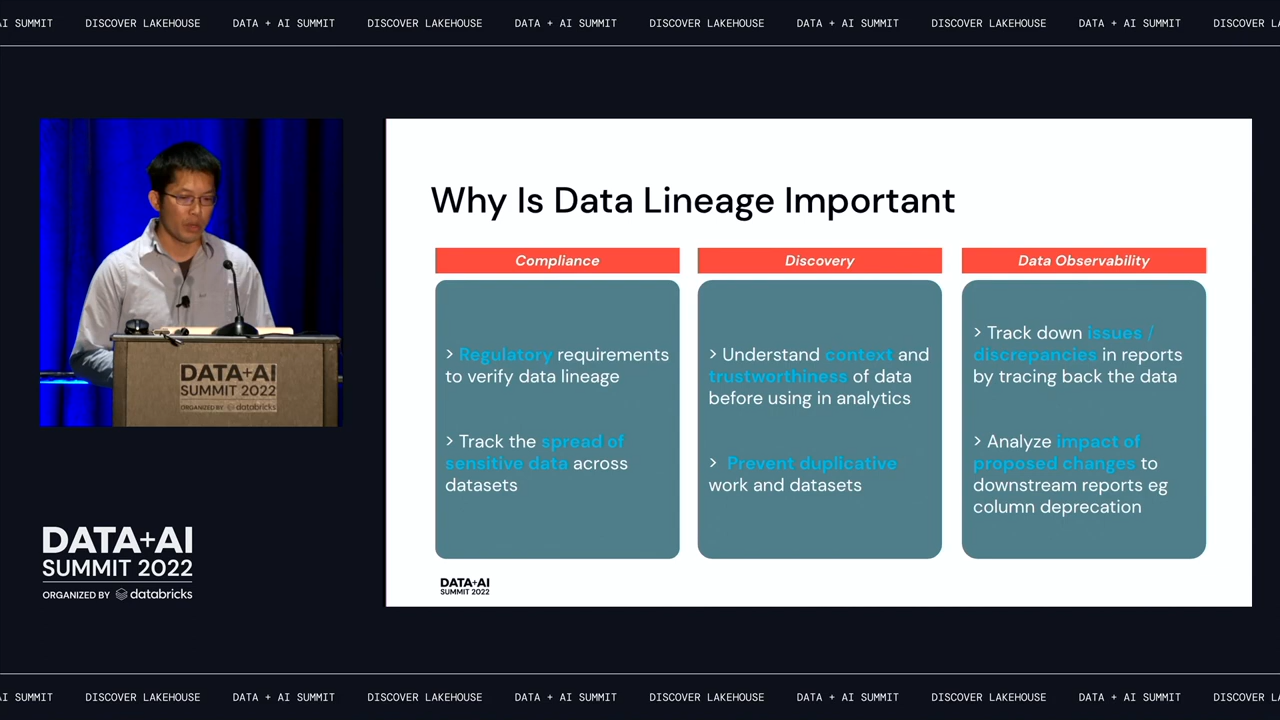 AI SUMMIT DISCOVER LAKEHOUSE DATA + AI SUMMIT DISCOVER LAKEHOUSE DATA + AI SUMMIT DISCOVER LAKEHOUSE DATA + AI SUMMIT DISCOVER LAKEHOUSE DATA + AI SUMMIT DISCOVER L
DATA+AI
SUMMIT 2022
ORGANIZED BY databricks
DATA+AI
SUMMIT 2022
ORGANIZED BY databricks
Why Is Data Lineage Important
Compliance
> Regulatory requirements
to verify data lineage
> Track the spread of
sensitive data across
datasets
Discovery
> Understand context and
trustworthiness of data
before using in analytics
> Prevent duplicative
work and datasets
Data Observability
> Track down issues /
discrepancies in reports
by tracing back the data
> Analyze impact of
proposed changes to
downstream reports eg
column deprecation
DATA+AI
SUMMIT 2022
AI SUMMIT DISCOVER LAKEHOUSE DATA + AI SUMMIT DISCOVER LAKEHOUSE DATA + AI SUMMIT DISCOVER LAKEHOUSE DATA + AI SUMMIT DISCOVER LAKEHOUSE DATA + AI SUMMIT DISCOVER L